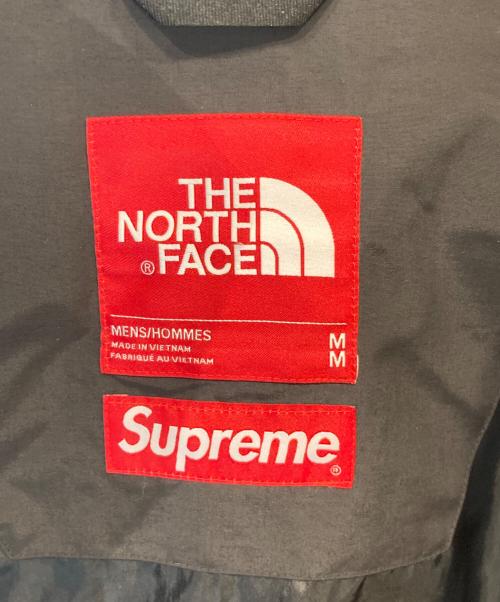 THE
NORTH
® FACE
MENS/HOMMES M
MADE IN VIETNAM
FABRIQUÉ AU VIETNAM M
Supreme ®